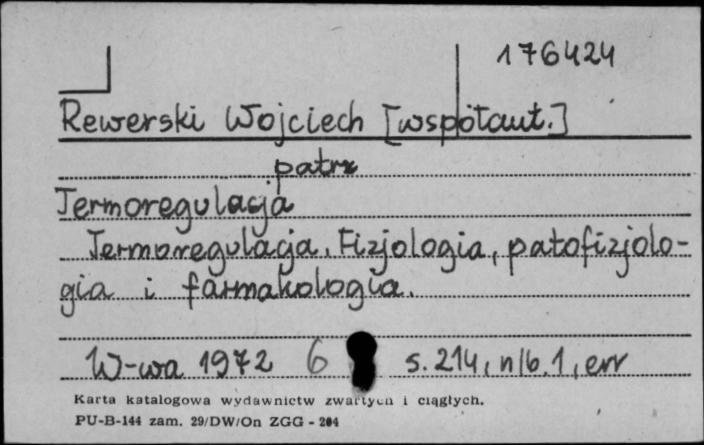 176424
Rewerski Wojciech [współaut.]
patrz
Termoregulacja
Termoregulacja. Fizjologia, patofizjolo-
gia i farmakologia.
W-wa 1972 6 s. 214, nlb. 1, err
Karta katalogowa wydawnictw zwartych i ciągłych.
PU-B-144 zam. 29/DW/On ZGG - 204